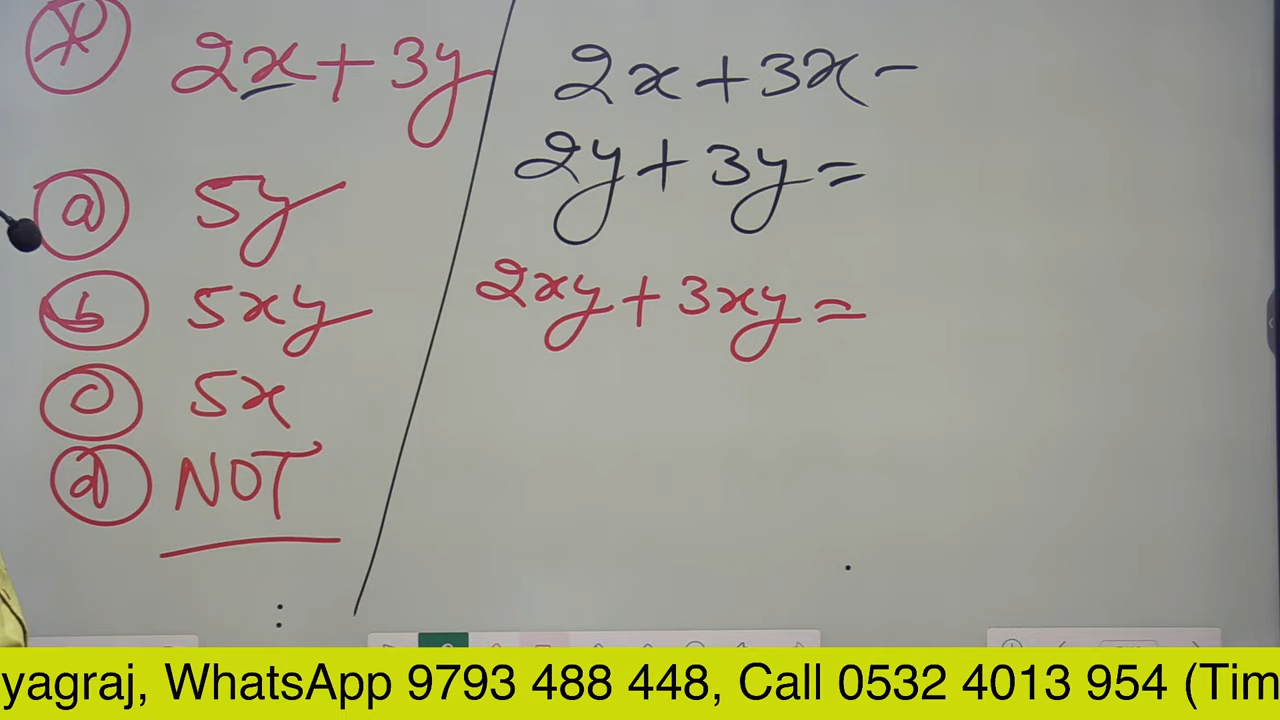 * 2x + 3y
a 5y
b 5xy
c 5x
d NOT
2x + 3x -
2y + 3y =
2xy + 3xy =
yagraj, WhatsApp 9793 488 448, Call 0532 4013 954 (Tim